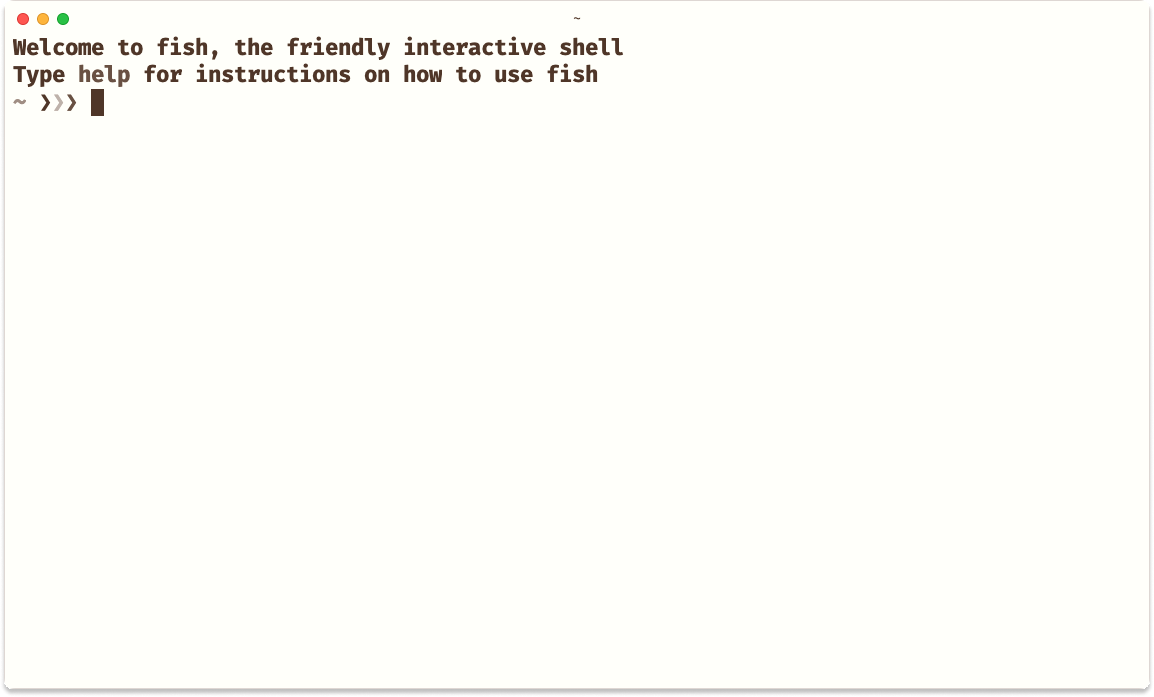 ~
Welcome to fish, the friendly interactive shell
Type help for instructions on how to use fish
~ ❯❯❯